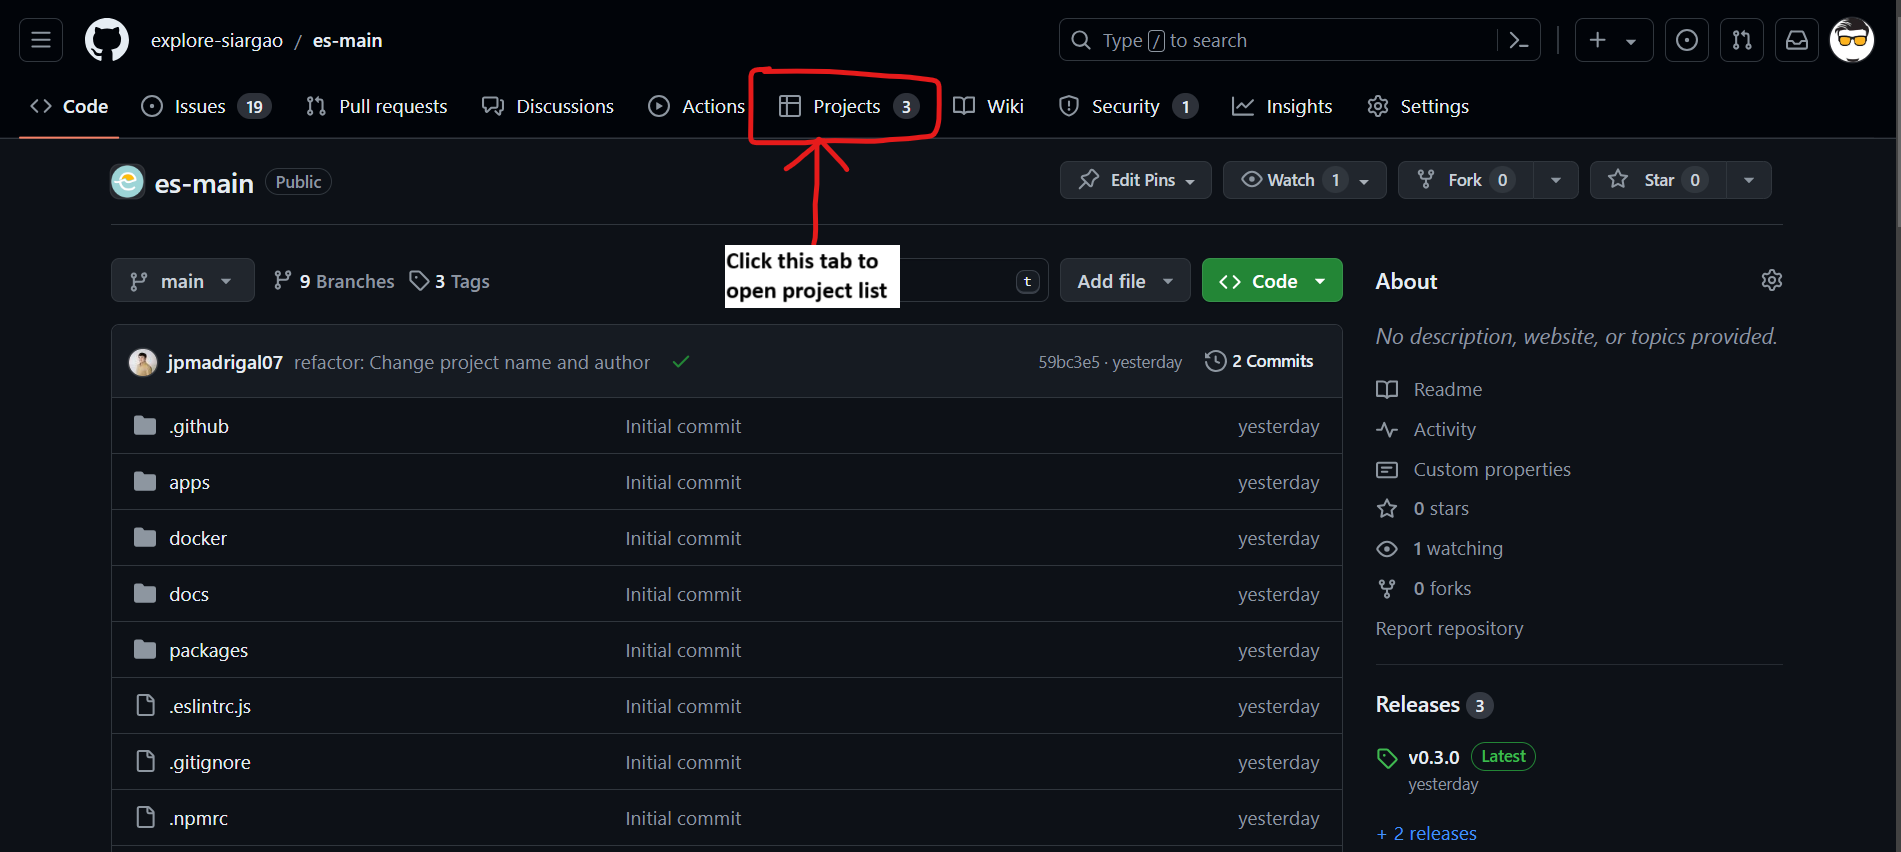 explore-siargao / es-main
Type / to search
Code
Issues 19
Pull requests
Discussions
Actions
Projects 3
Wiki
Security 1
Insights
Settings
es-main Public
Edit Pins
Watch 1
Fork 0
Star 0
Click this tab to
open project list
main
9 Branches
3 Tags
t
Add file
Code
jpmadrigal07 refactor: Change project name and author
59bc3e5 · yesterday
2 Commits
.github Initial commit yesterday
apps Initial commit yesterday
docker Initial commit yesterday
docs Initial commit yesterday
packages Initial commit yesterday
.eslintrc.js Initial commit yesterday
.gitignore Initial commit yesterday
.npmrc Initial commit yesterday
About
No description, website, or topics provided.
Readme
Activity
Custom properties
0 stars
1 watching
0 forks
Report repository
Releases 3
v0.3.0 Latest
yesterday
+ 2 releases